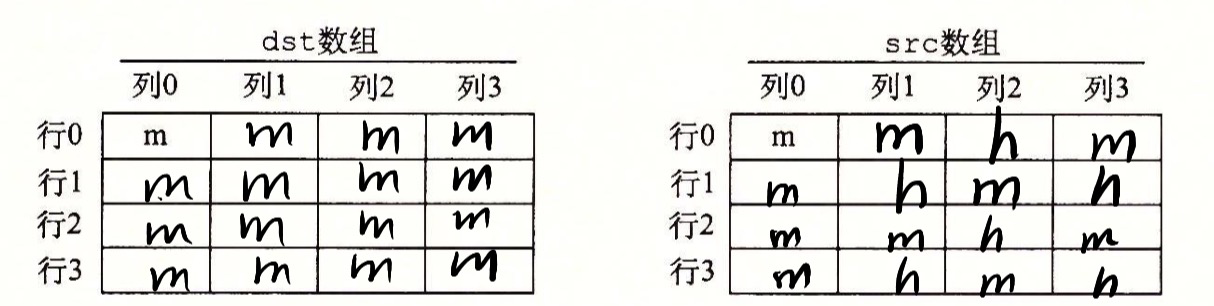 dst数组 src数组
列0 列1 列2 列3 列0 列1 列2 列3
行0 m m m m 行0 m m h m
行1 m m m m 行1 m h m h
行2 m m m m 行2 m m h m
行3 m m m m 行3 m h m h